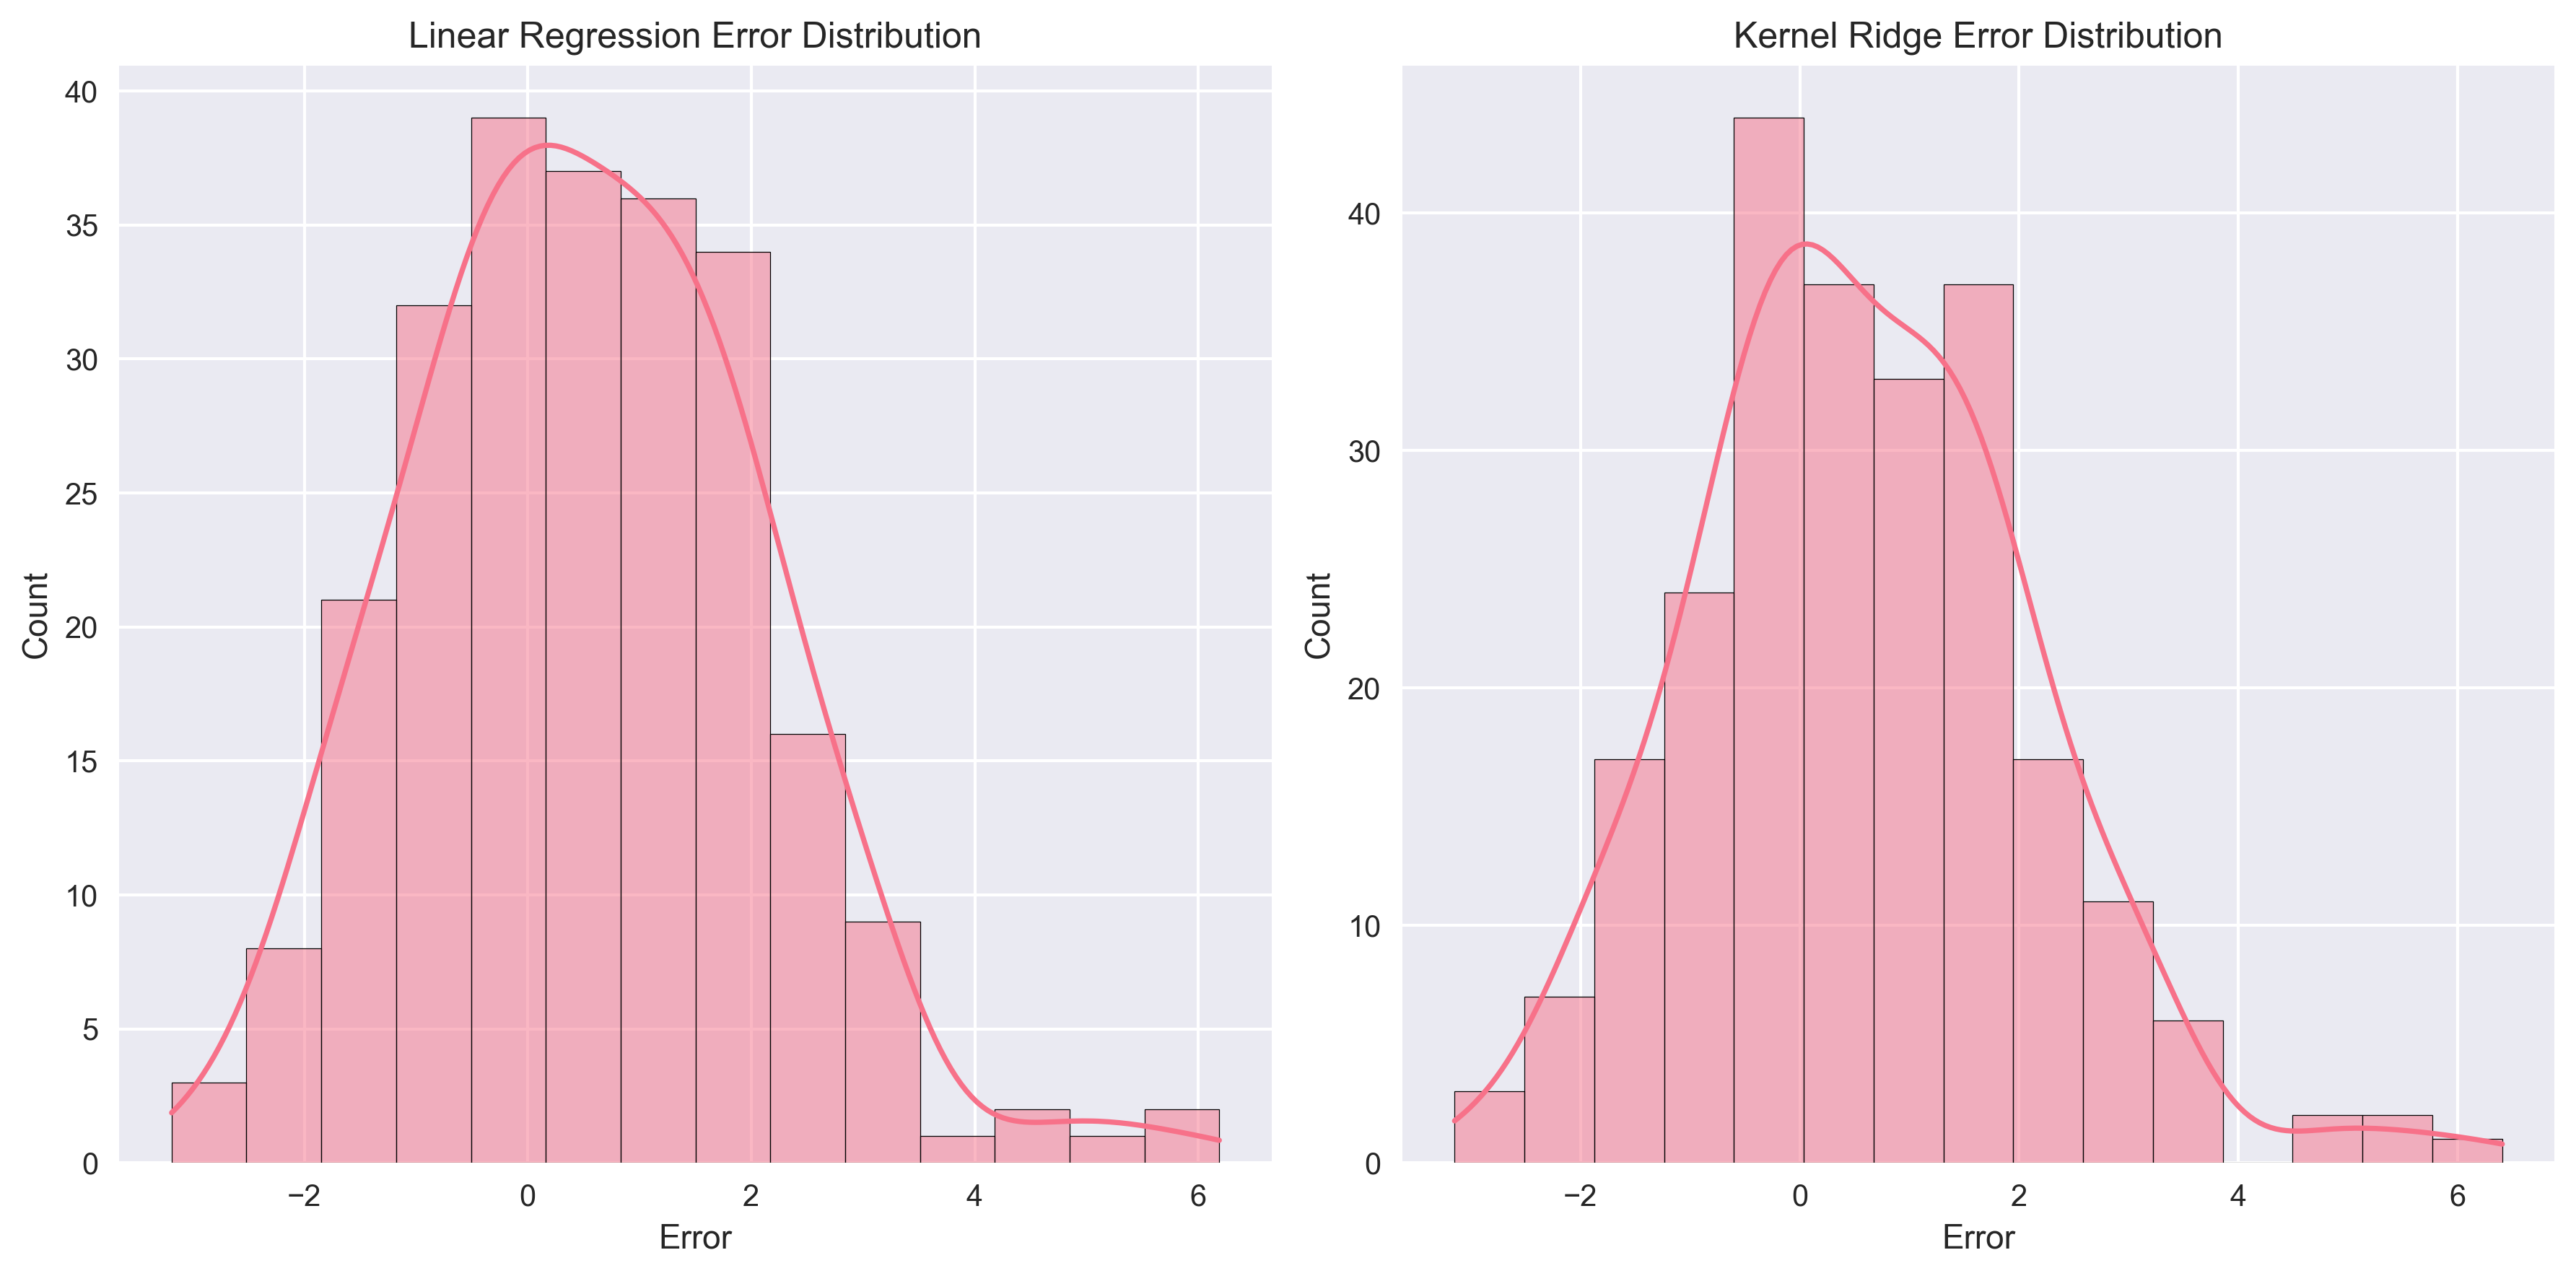 Linear Regression Error Distribution
40
35
30
25
20
15
10
5
0
Count
−2 0 2 4 6
Error
Kernel Ridge Error Distribution
40
30
20
10
0
Count
−2 0 2 4 6
Error